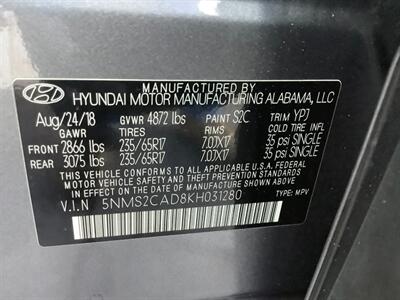 MANUFACTURED BY
HYUNDAI MOTOR MANUFACTURING ALABAMA, LLC
Aug/24/18 GVWR 4872 lbs PAINT S2C TRIM YPJ
GAWR TIRES RIMS COLD TIRE INFL
FRONT 2866 lbs 235/65R17 7.0JX17 35 psi SINGLE
REAR 3075 lbs 235/65R17 7.0JX17 35 psi SINGLE
THIS VEHICLE CONFORMS TO ALL APPLICABLE U.S.A. FEDERAL
MOTOR VEHICLE SAFETY, BUMPER, AND THEFT PREVENTION STANDARDS
IN EFFECT ON THE DATE OF MANUFACTURE SHOWN ABOVE.
V.I.N 5NMS2CAD8KH031280 TYPE: MPV